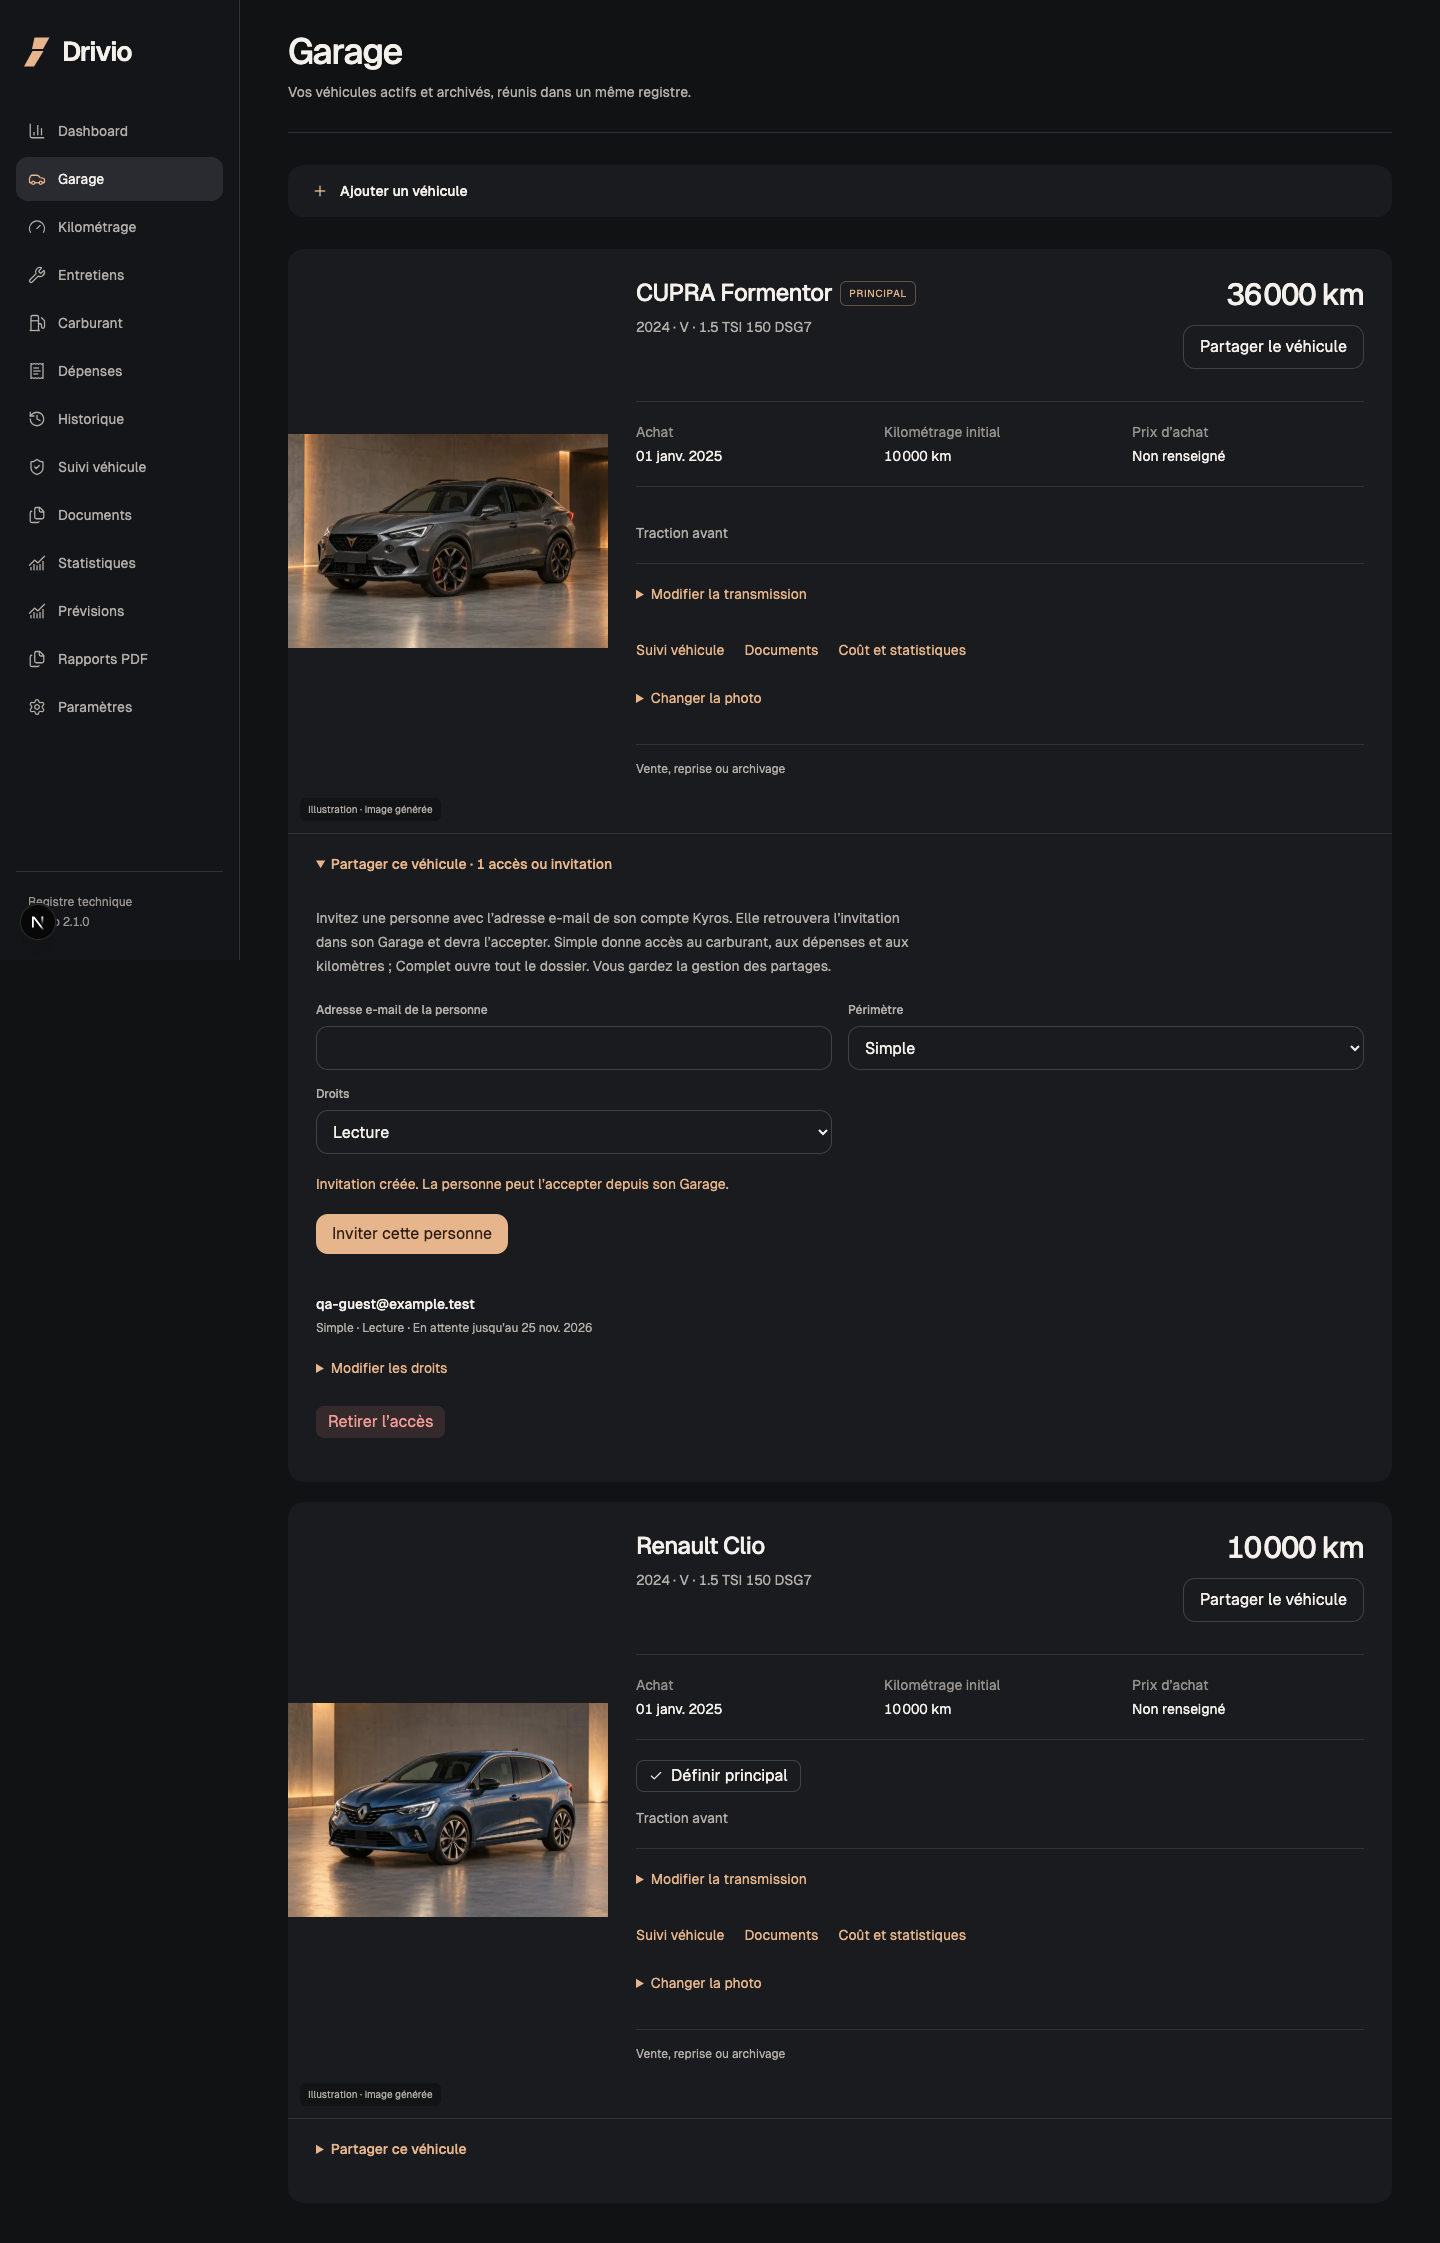 Drivio
Dashboard
Garage
Kilométrage
Entretiens
Carburant
Dépenses
Historique
Suivi véhicule
Documents
Statistiques
Prévisions
Rapports PDF
Paramètres
Registre technique
2.1.0
Garage
Vos véhicules actifs et archivés, réunis dans un même registre.
+ Ajouter un véhicule
CUPRA Formentor PRINCIPAL
36 000 km
2024 · V · 1.5 TSI 150 DSG7
Partager le véhicule
Achat Kilométrage initial Prix d’achat
01 janv. 2025 10 000 km Non renseigné
Traction avant
Modifier la transmission
Suivi véhicule Documents Coût et statistiques
Changer la photo
Vente, reprise ou archivage
Illustration · image générée
Partager ce véhicule · 1 accès ou invitation
Invitez une personne avec l’adresse e-mail de son compte Kyros. Elle retrouvera l’invitation
dans son Garage et devra l’accepter. Simple donne accès au carburant, aux dépenses et aux
kilomètres ; Complet ouvre tout le dossier. Vous gardez la gestion des partages.
Adresse e-mail de la personne Périmètre
Simple
Droits
Lecture
Invitation créée. La personne peut l’accepter depuis son Garage.
Inviter cette personne
qa-guest@example.test
Simple · Lecture · En attente jusqu’au 25 nov. 2026
Modifier les droits
Retirer l’accès
Renault Clio
10 000 km
2024 · V · 1.5 TSI 150 DSG7
Partager le véhicule
Achat Kilométrage initial Prix d’achat
01 janv. 2025 10 000 km Non renseigné
Définir principal
Traction avant
Modifier la transmission
Suivi véhicule Documents Coût et statistiques
Changer la photo
Vente, reprise ou archivage
Illustration · image générée
Partager ce véhicule